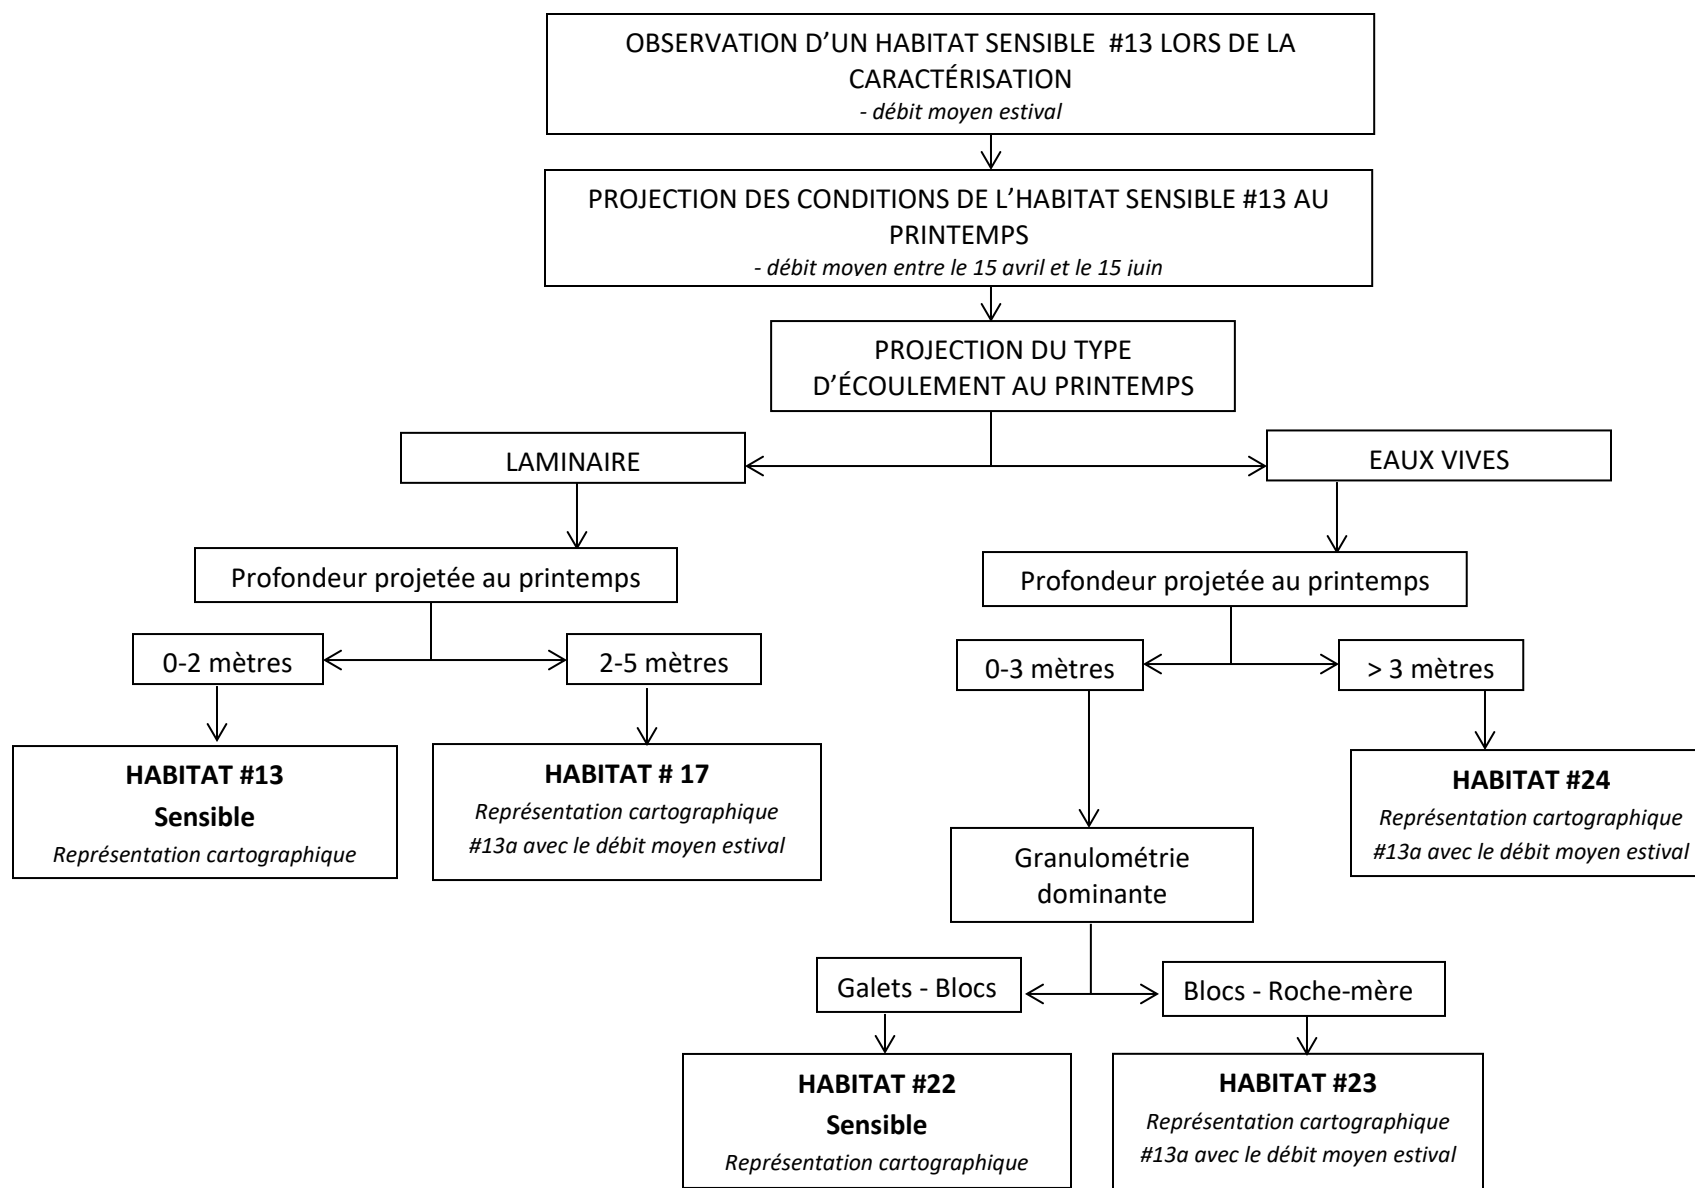 OBSERVATION D’UN HABITAT SENSIBLE  #13 LORS DE LA
CARACTÉRISATION
- débit moyen estival
PROJECTION DES CONDITIONS DE L’HABITAT SENSIBLE #13 AU
PRINTEMPS
- débit moyen entre le 15 avril et le 15 juin
PROJECTION DU TYPE
D’ÉCOULEMENT AU PRINTEMPS
LAMINAIRE
EAUX VIVES
Profondeur projetée au printemps
Profondeur projetée au printemps
0-2 mètres
2-5 mètres
0-3 mètres
> 3 mètres
HABITAT #13
Sensible
Représentation cartographique
HABITAT # 17
Représentation cartographique
#13a avec le débit moyen estival
HABITAT #24
Représentation cartographique
#13a avec le débit moyen estival
Granulométrie
dominante
Galets - Blocs
Blocs - Roche-mère
HABITAT #22
Sensible
Représentation cartographique
HABITAT #23
Représentation cartographique
#13a avec le débit moyen estival